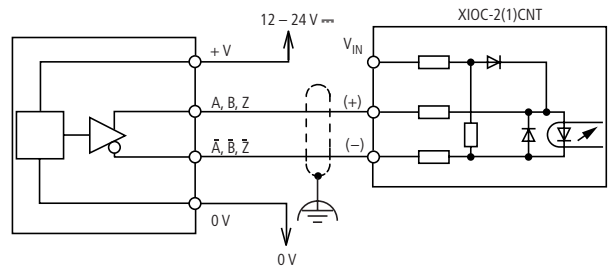 12 – 24 V ⎓
XIOC-2(1)CNT
+ V
V_IN
A, B, Z
(+)
A̅, B̅, Z̅
(–)
0 V
0 V